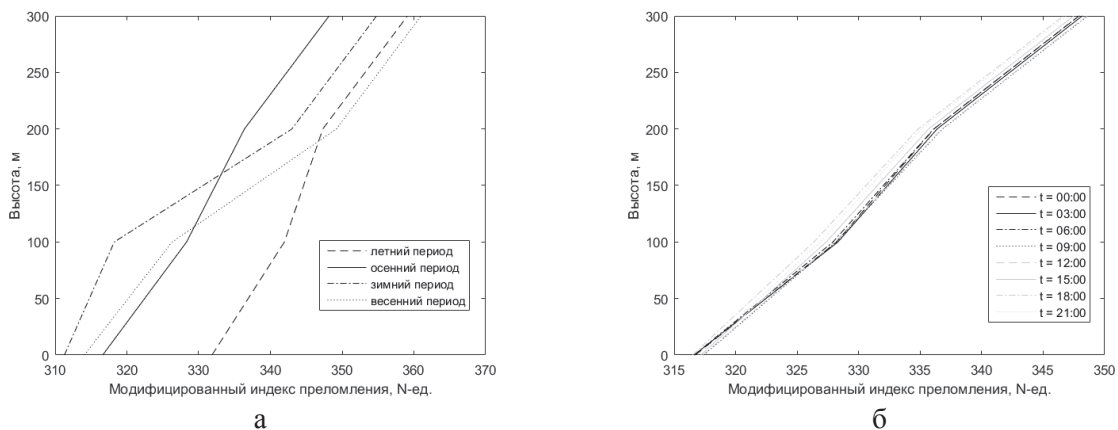 300
250
200
150
100
50
0
Высота, м
310 320 330 340 350 360 370
Модифицированный индекс преломления, N-ед.
летний период
осенний период
зимний период
весенний период
а
300
250
200
150
100
50
0
Высота, м
315 320 325 330 335 340 345 350
Модифицированный индекс преломления, N-ед.
t = 00:00
t = 03:00
t = 06:00
t = 09:00
t = 12:00
t = 15:00
t = 18:00
t = 21:00
б